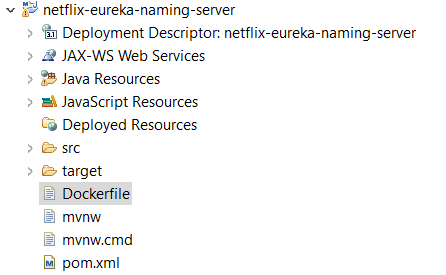 netflix-eureka-naming-server
Deployment Descriptor: netflix-eureka-naming-server
JAX-WS Web Services
Java Resources
JavaScript Resources
Deployed Resources
src
target
Dockerfile
mvnw
mvnw.cmd
pom.xml